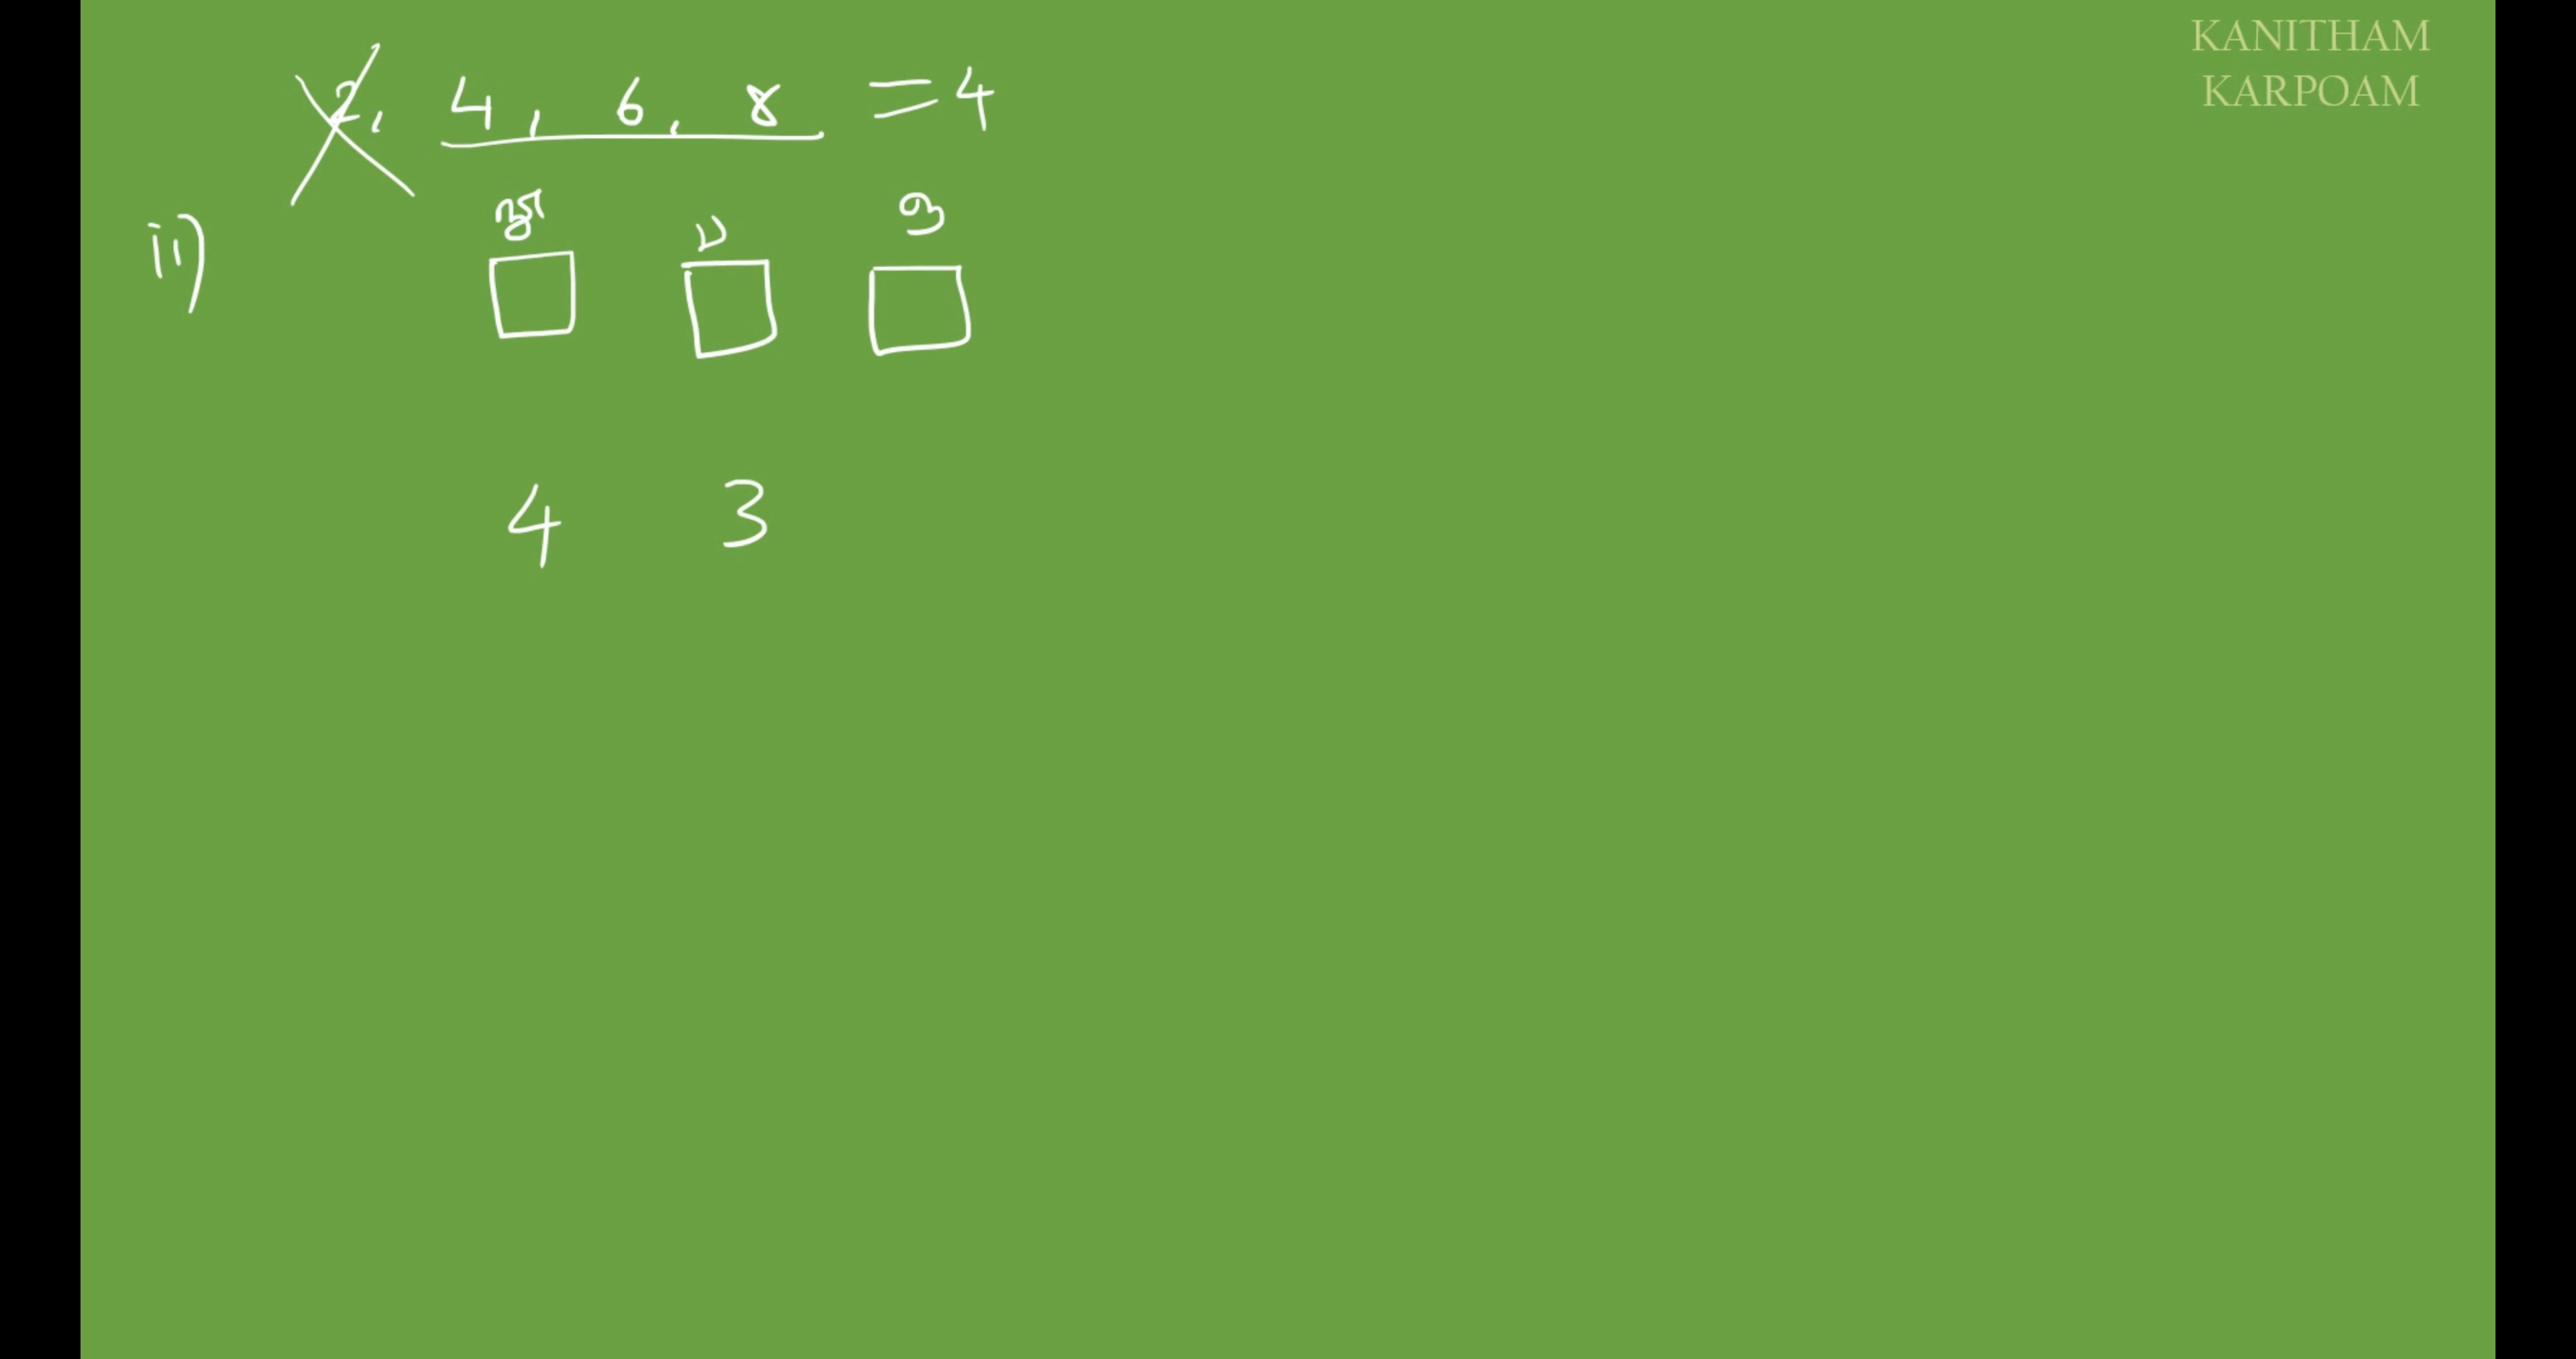 KANITHAM
KARPOAM
2, 4, 6, 8 = 4
ii)
நூ ப ஒ
4 3